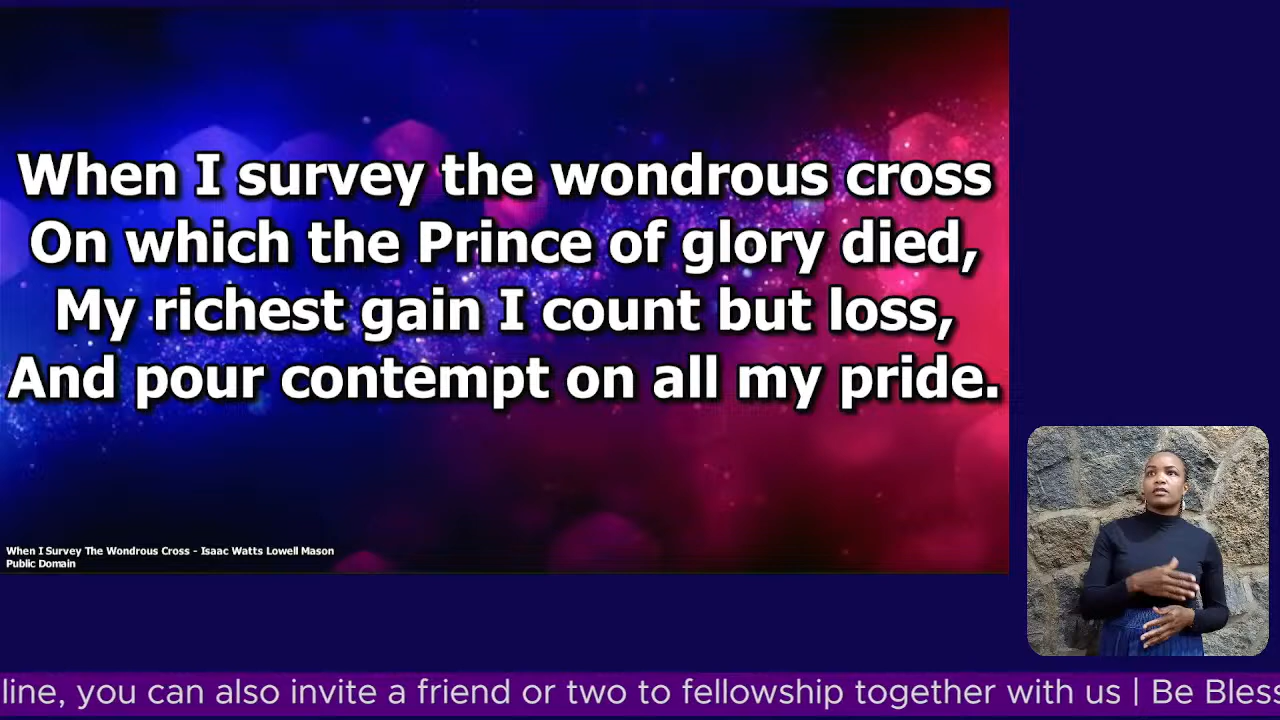 When I survey the wondrous cross
On which the Prince of glory died,
My richest gain I count but loss,
And pour contempt on all my pride.
When I Survey The Wondrous Cross - Isaac Watts Lowell Mason
Public Domain
line, you can also invite a friend or two to fellowship together with us | Be Bless